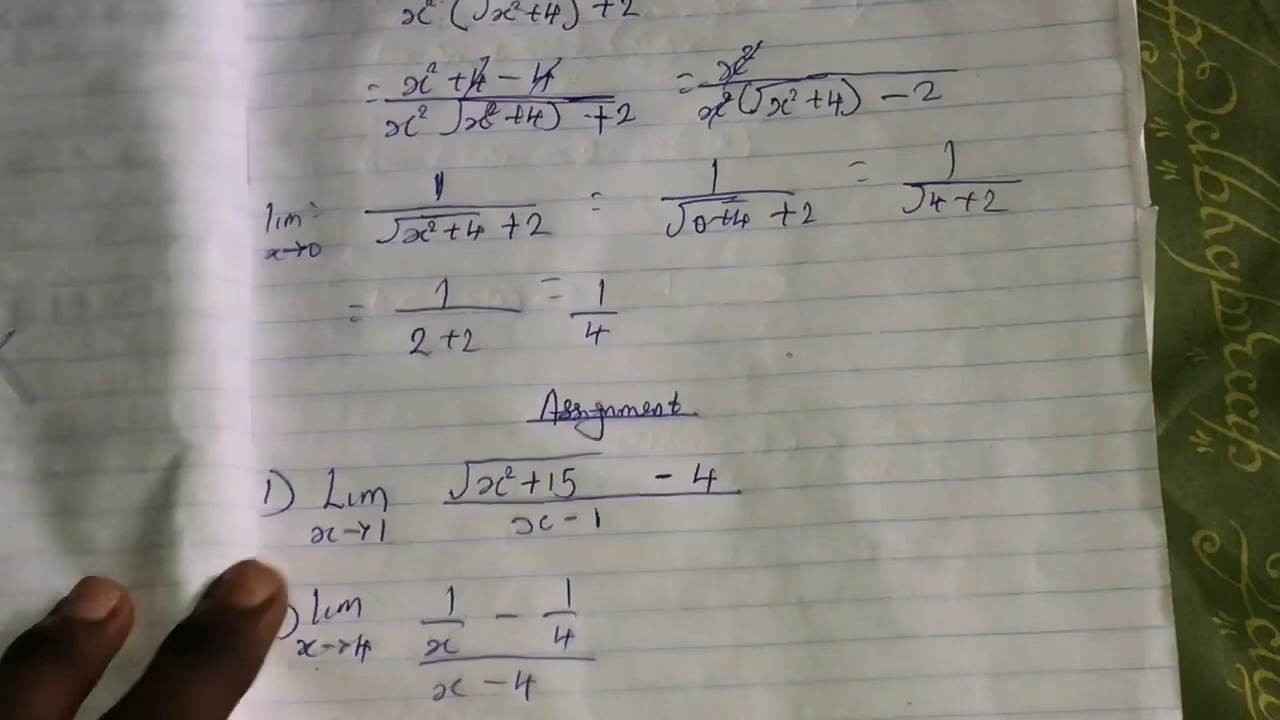 x² (√x²+4) + 2
= x² + 4 - 4 / x² √x²+4) + 2 = x² / x² (√x² + 4) - 2
lim x→0 1 / √x²+4 + 2 = 1 / √0+4 + 2 = 1 / √4 + 2
= 1 / 2 + 2 = 1 / 4
Assignment
1) Lim x→1 √x² + 15 - 4 / x - 1
) lim x→4 1/x - 1/4 / x - 4